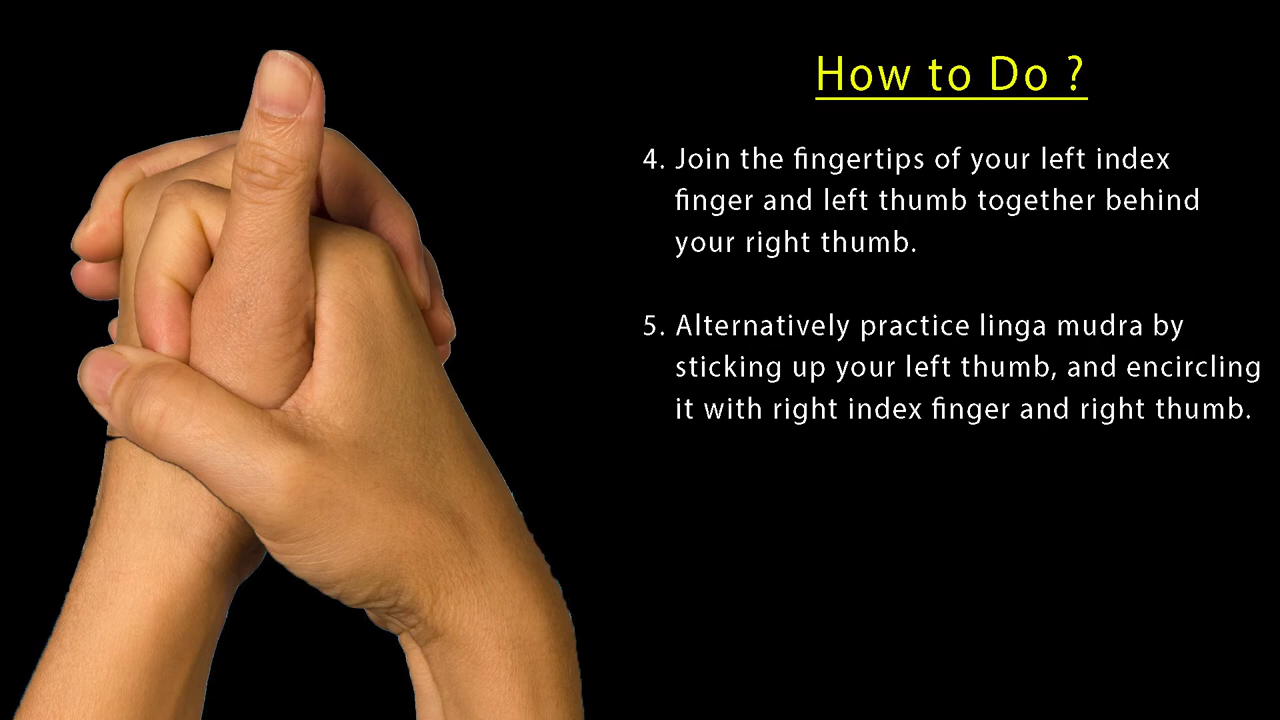 How to Do ?
4. Join the fingertips of your left index
finger and left thumb together behind
your right thumb.
5. Alternatively practice linga mudra by
sticking up your left thumb, and encircling
it with right index finger and right thumb.